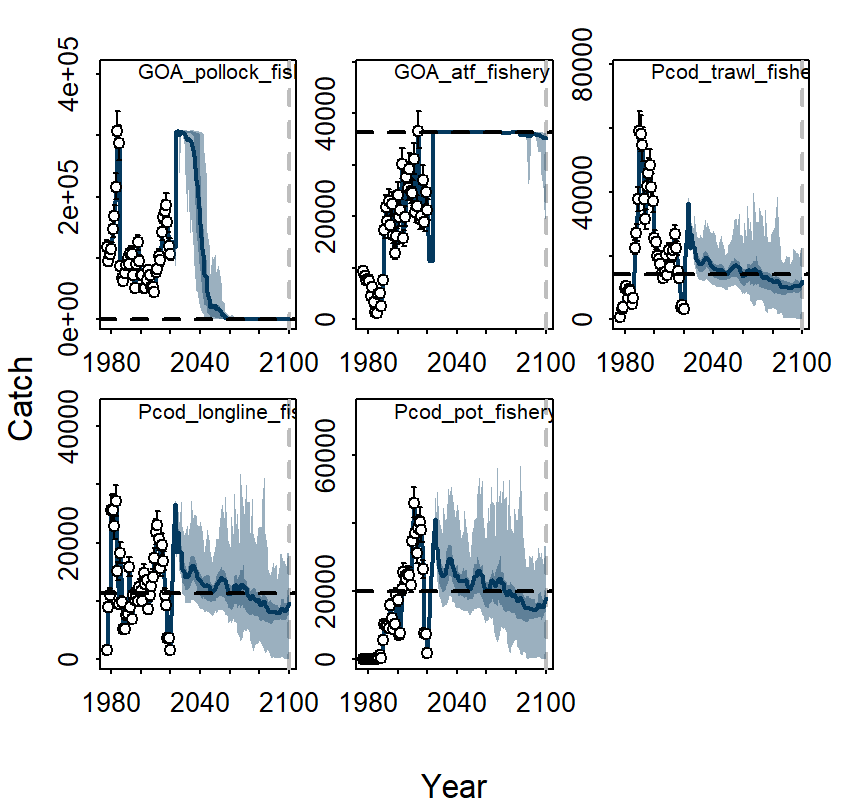 GOA_pollock_fis
GOA_atf_fishery
Pcod_trawl_fishe
0e+00 2e+05 4e+05
0 20000 40000
0 40000 80000
1980 2040 2100
1980 2040 2100
1980 2040 2100
Catch
Pcod_longline_fis
Pcod_pot_fishery
0 20000 40000
0 20000 60000
1980 2040 2100
1980 2040 2100
Year